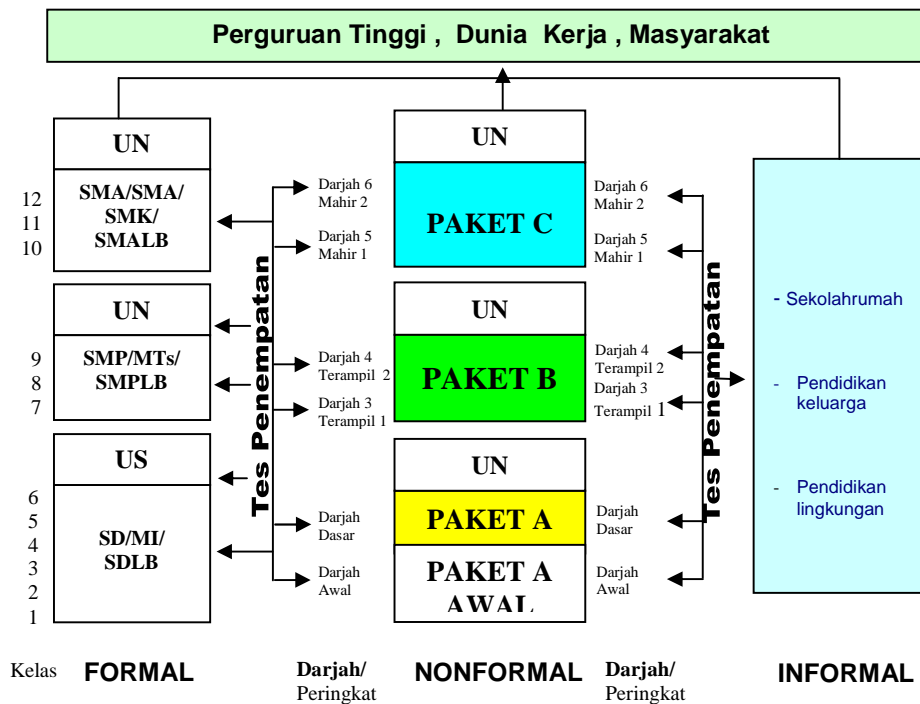 Perguruan Tinggi , Dunia Kerja , Masyarakat
UN
SMA/SMA/
SMK/
SMALB
12
11
10
UN
SMP/MTs/
SMPLB
9
8
7
US
SD/MI/
SDLB
6
5
4
3
2
1
Tes Penempatan
Darjah 6
Mahir 2
Darjah 5
Mahir 1
Darjah 4
Terampil 2
Darjah 3
Terampil 1
Darjah
Dasar
Darjah
Awal
UN
PAKET C
UN
PAKET B
UN
PAKET A
PAKET A
AWAL
Darjah 6
Mahir 2
Darjah 5
Mahir 1
Darjah 4
Terampil 2
Darjah 3
Terampil 1
Darjah
Dasar
Darjah
Awal
Tes Penempatan
- Sekolahrumah
- Pendidikan
keluarga
- Pendidikan
lingkungan
Kelas FORMAL Darjah/ NONFORMAL Darjah/ INFORMAL
Peringkat Peringkat